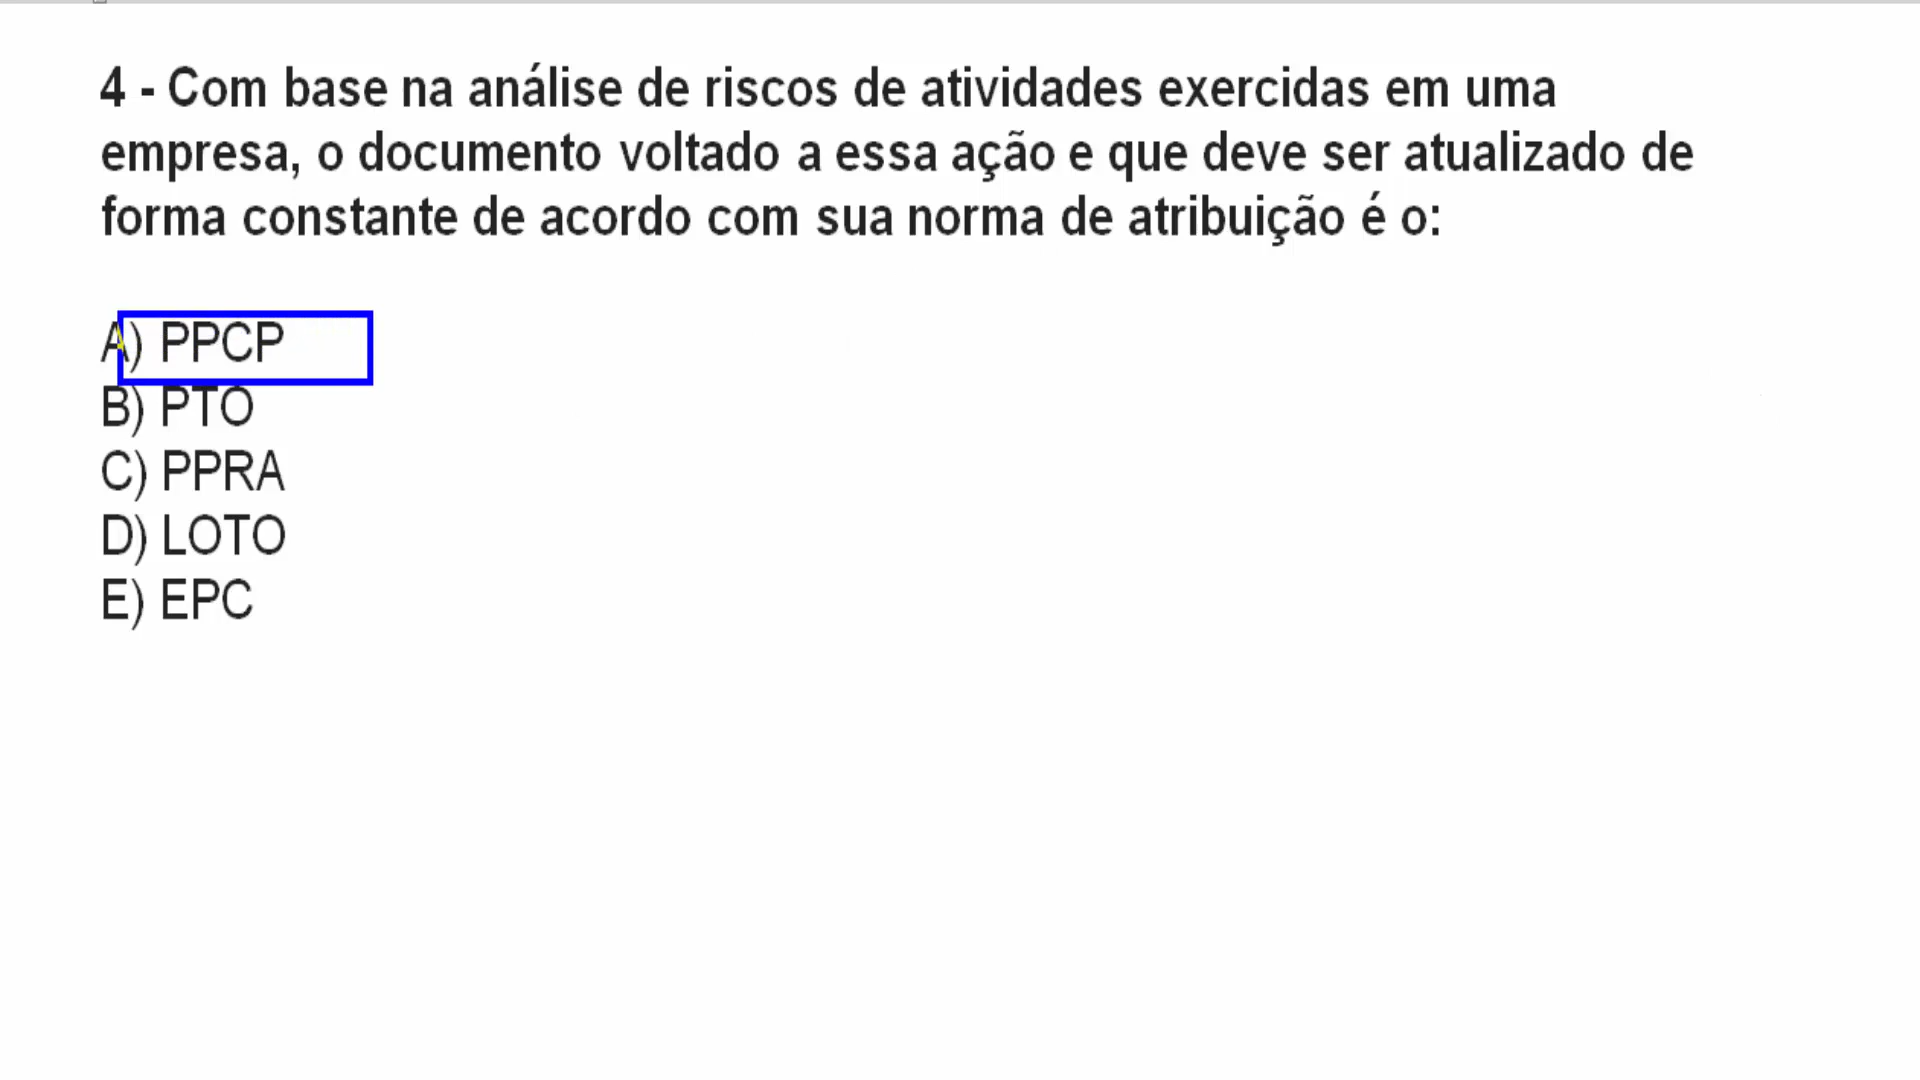 4 - Com base na análise de riscos de atividades exercidas em uma
empresa, o documento voltado a essa ação e que deve ser atualizado de
forma constante de acordo com sua norma de atribuição é o:
A) PPCP
B) PTO
C) PPRA
D) LOTO
E) EPC